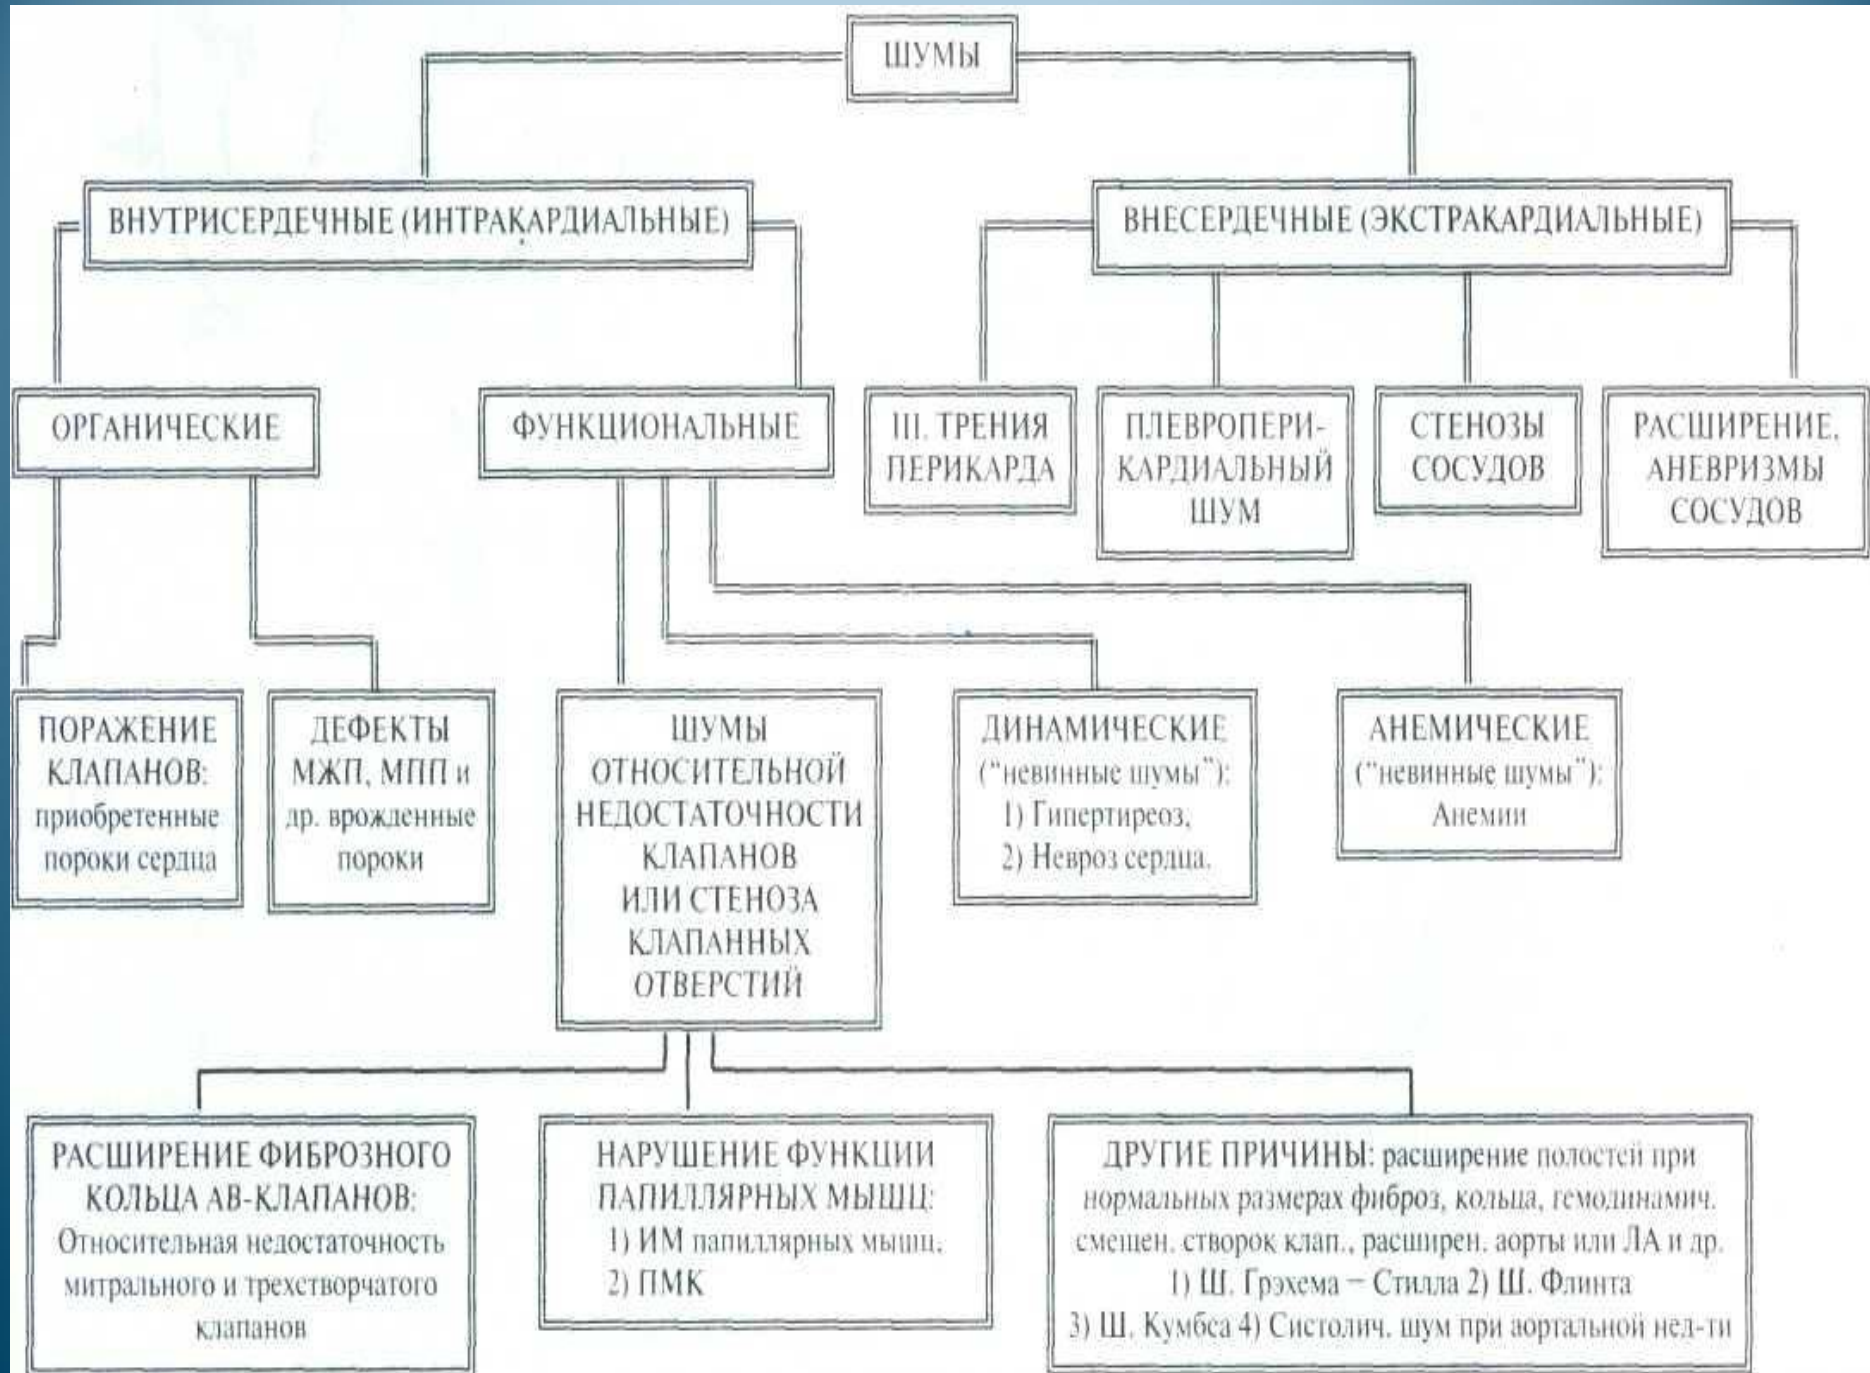 ШУМЫ
ВНУТРИСЕРДЕЧНЫЕ (ИНТРАКАРДИАЛЬНЫЕ)
ВНЕСЕРДЕЧНЫЕ (ЭКСТРАКАРДИАЛЬНЫЕ)
ОРГАНИЧЕСКИЕ
ФУНКЦИОНАЛЬНЫЕ
III. ТРЕНИЯ
ПЕРИКАРДА
ПЛЕВРОПЕРИ-
КАРДИАЛЬНЫЙ
ШУМ
СТЕНОЗЫ
СОСУДОВ
РАСШИРЕНИЕ,
АНЕВРИЗМЫ
СОСУДОВ
ПОРАЖЕНИЕ
КЛАПАНОВ:
приобретенные
пороки сердца
ДЕФЕКТЫ
МЖП, МПП и
др. врожденные
пороки
ШУМЫ
ОТНОСИТЕЛЬНОЙ
НЕДОСТАТОЧНОСТИ
КЛАПАНОВ
ИЛИ СТЕНОЗА
КЛАПАННЫХ
ОТВЕРСТИЙ
ДИНАМИЧЕСКИЕ
("невинные шумы"):
1) Гипертиреоз,
2) Невроз сердца.
АНЕМИЧЕСКИЕ
("невинные шумы"):
Анемии
РАСШИРЕНИЕ ФИБРОЗНОГО
КОЛЬЦА АВ-КЛАПАНОВ:
Относительная недостаточность
митрального и трехстворчатого
клапанов
НАРУШЕНИЕ ФУНКЦИИ
ПАПИЛЛЯРНЫХ МЫШЦ:
1) ИМ папиллярных мышц,
2) ПМК
ДРУГИЕ ПРИЧИНЫ: расширение полостей при
нормальных размерах фиброз, кольца, гемодинамич.
смещен. створок клап., расширен. аорты или ЛА и др.
1) Ш. Грэхема – Стилла 2) Ш. Флинта
3) Ш. Кумбса 4) Систолич. шум при аортальной нед-ти